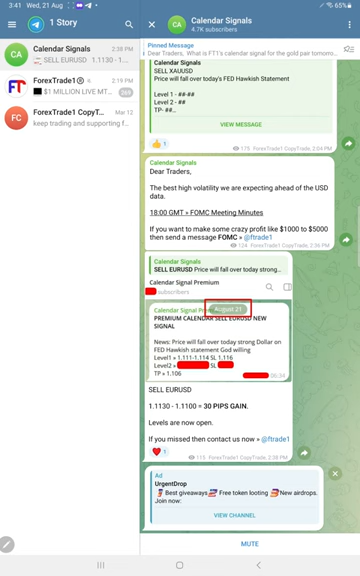 3:41 Wed, 21 Aug
65%
1 Story
Calendar Signals
4.7K subscribers
Calendar Signals 2:38 PM
SELL EURUSD 1.1130 - 1...
ForexTrade1® 2:19 PM
$1 MILLION LIVE MT...
268
ForexTrade1 CopyT... Mar 12
keep trading and supporting f...
Pinned Message
Dear Traders, What is FT1's calendar signal for the gold pair tomorro...
Calendar Signals
SELL XAUUSD
Price will fall over today's FED Hawkish Statement
Level 1 - ##-##
Level 2 - ##
TP- ##...
VIEW MESSAGE
1
ForexTrade1 CopyTrade, 2:04 PM
Calendar Signals
Dear Traders,
The best high volatility we are expecting ahead of the USD
data.
18:00 GMT » FOMC Meeting Minutes
If you want to make some crazy profit like $1000 to $5000
then send a message FOMC » @ftrade1
124 ForexTrade1 CopyTrade, 2:36 PM
Calendar Signals
SELL EURUSD Price will fall over today strong...
Calendar Signal Premium
subscribers
August 21
PREMIUM CALENDAR SELL EURUSD NEW
SIGNAL
News: Price will fall over today strong Dollar on
FED Hawkish statement God willing
Level1 = 1.111-1.114 SL 1.116
Level2 = SL
TP = 1.106
06:34
SELL EURUSD
1.1130 - 1.1100 = 30 PIPS GAIN.
Levels are now open.
If you missed then contact us now » @ftrade1
1
115 ForexTrade1 CopyTrade, 2:38 PM
Ad
UrgentDrop
Best giveaways Free token looting New airdrops.
Join now:
VIEW CHANNEL
MUTE